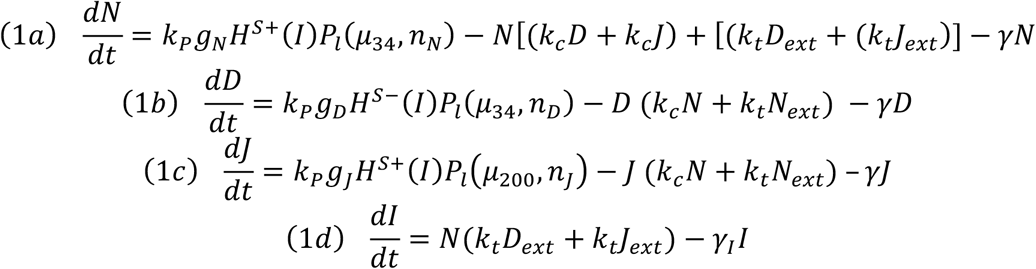 (1a) dN/dt = k_P g_N H^{S+}(I)P_l(μ_34, n_N) − N[(k_c D + k_c J) + [(k_t D_ext + (k_t J_ext)] − γN
(1b) dD/dt = k_P g_D H^{S−}(I)P_l(μ_34, n_D) − D (k_c N + k_t N_ext) − γD
(1c) dJ/dt = k_P g_J H^{S+}(I)P_l(μ_200, n_J) − J (k_c N + k_t N_ext) – γJ
(1d) dI/dt = N(k_t D_ext + k_t J_ext) − γ_I I